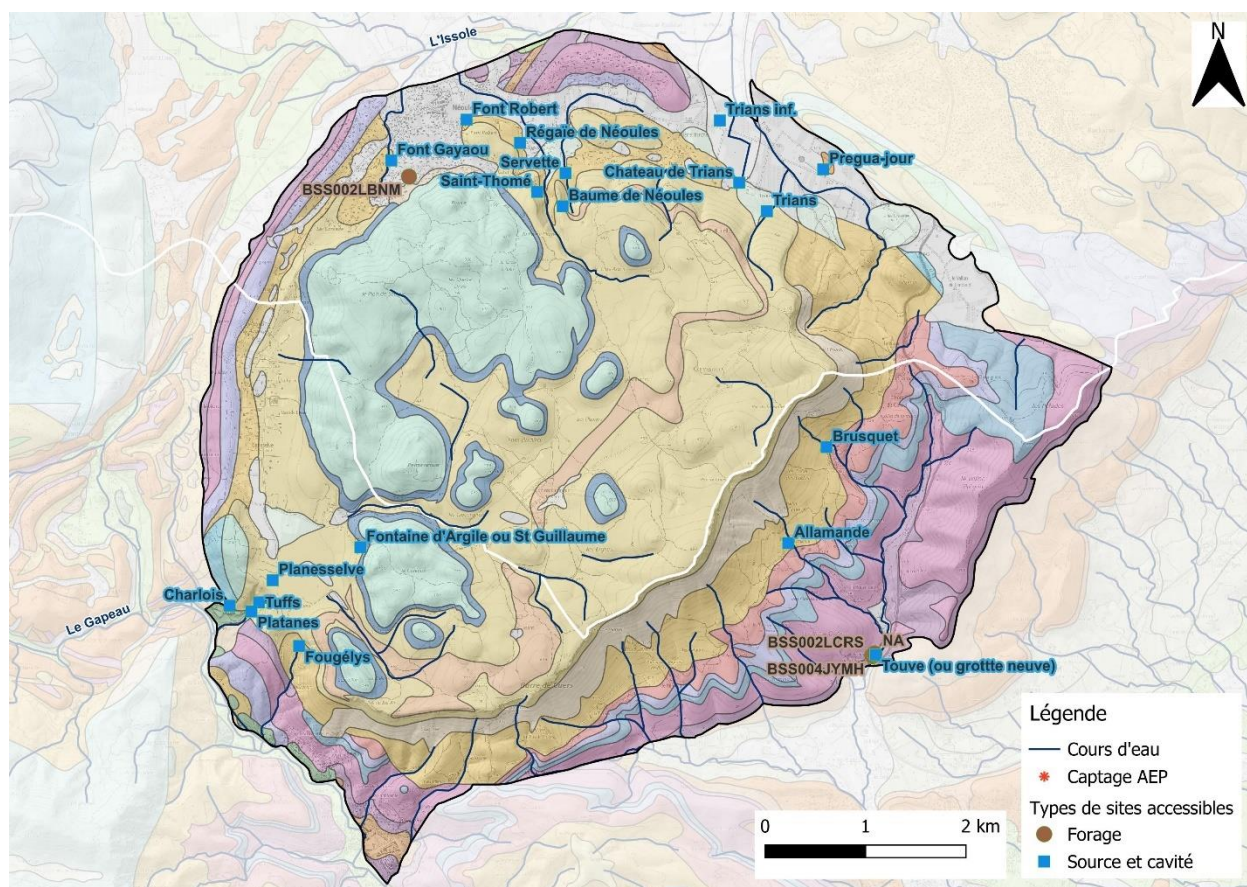 N
L'Issole
Font Robert
Trians inf.
Régaïe de Néoules
Font Gayaou
Servette
Pregua-jour
Chateau de Trians
BSS002LBNM
Saint-Thomé
Baume de Néoules
Trians
Brusquet
Fontaine d'Argile ou St Guillaume
Allamande
Planesselve
Charlois
Tuffs
Le Gapeau
Platanes
Fougélys
BSS002LCRS
NA
BSS004JYMH
Touve (ou grottte neuve)
Légende
Cours d'eau
Captage AEP
Types de sites accessibles
Forage
Source et cavité
0 1 2 km